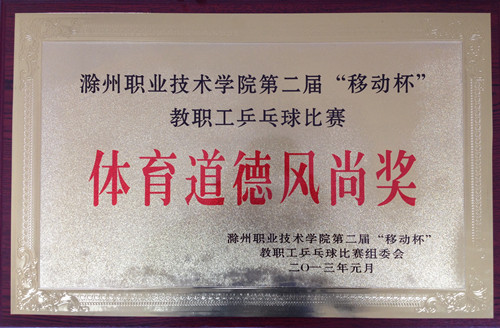 滁州职业技术学院第二届“移动杯”
教职工乒乓球比赛
体育道德风尚奖
滁州职业技术学院第二届“移动杯”
教职工乒乓球比赛组委会
二〇一三年元月